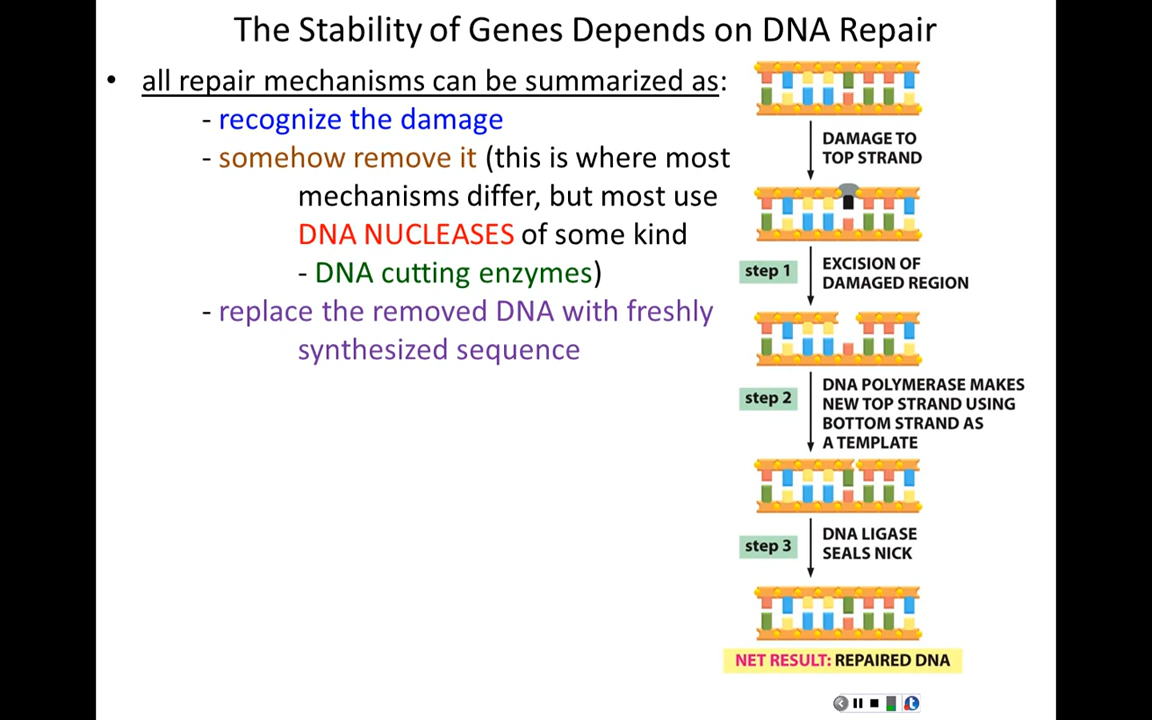 The Stability of Genes Depends on DNA Repair
• all repair mechanisms can be summarized as:
- recognize the damage
- somehow remove it (this is where most
mechanisms differ, but most use
DNA NUCLEASES of some kind
- DNA cutting enzymes)
- replace the removed DNA with freshly
synthesized sequence
DAMAGE TO
TOP STRAND
step 1
EXCISION OF
DAMAGED REGION
step 2
DNA POLYMERASE MAKES
NEW TOP STRAND USING
BOTTOM STRAND AS
A TEMPLATE
step 3
DNA LIGASE
SEALS NICK
NET RESULT: REPAIRED DNA
t